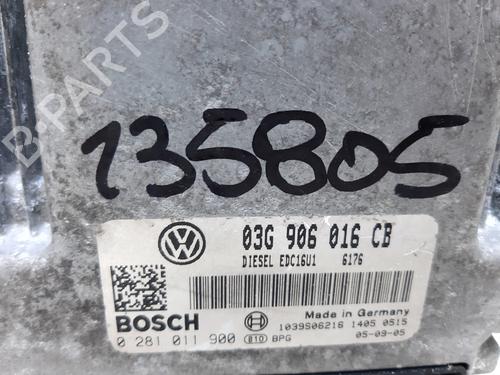 B-PARTS
135805
03G 906 016 CB
DIESEL EDC16U1 6176
Made in Germany
BOSCH
1039S06216 1405 0515
0 281 011 900 810 BPG 05-09-05